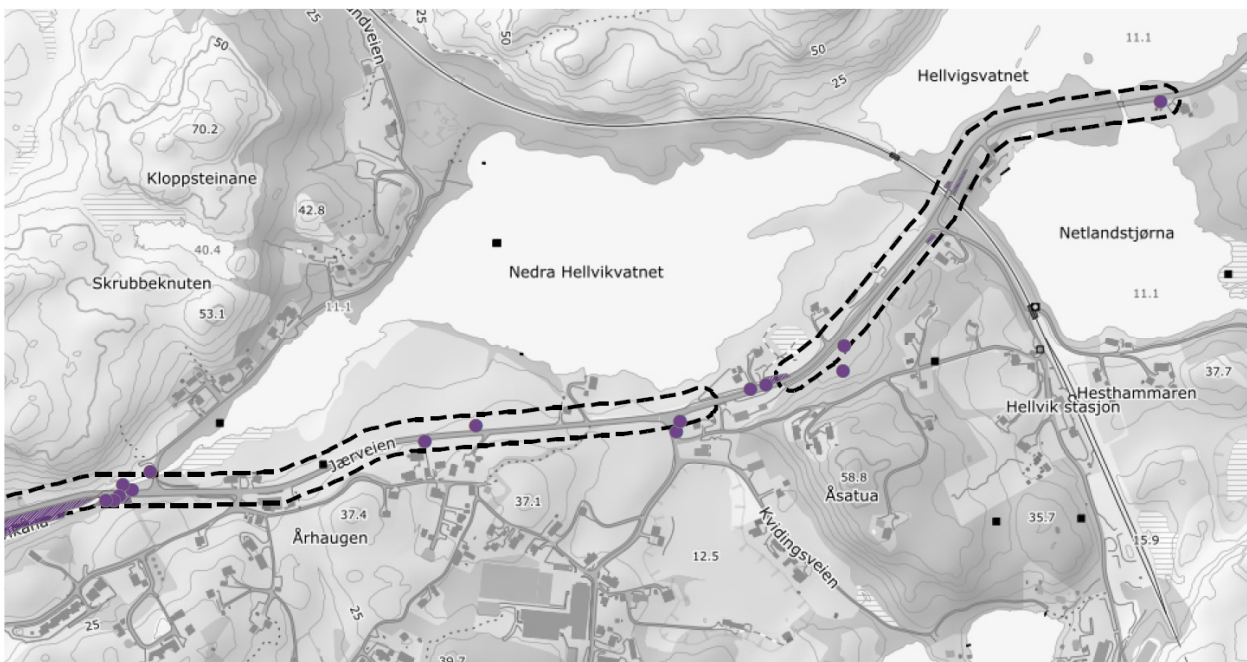 25
25
50
11.1
50
50
25
Hellvigsvatnet
70.2
Kloppsteinane
42.8
40.4
Netlandstjørna
Nedra Hellvikvatnet
Skrubbeknuten
11.1
11.1
53.1
37.7
Hesthammaren
Hellvik stasjon
Jærveien
58.8
Åsatua
37.1
37.4
35.7
Århaugen
15.9
12.5
Kvidingsveien
25
25
39.7